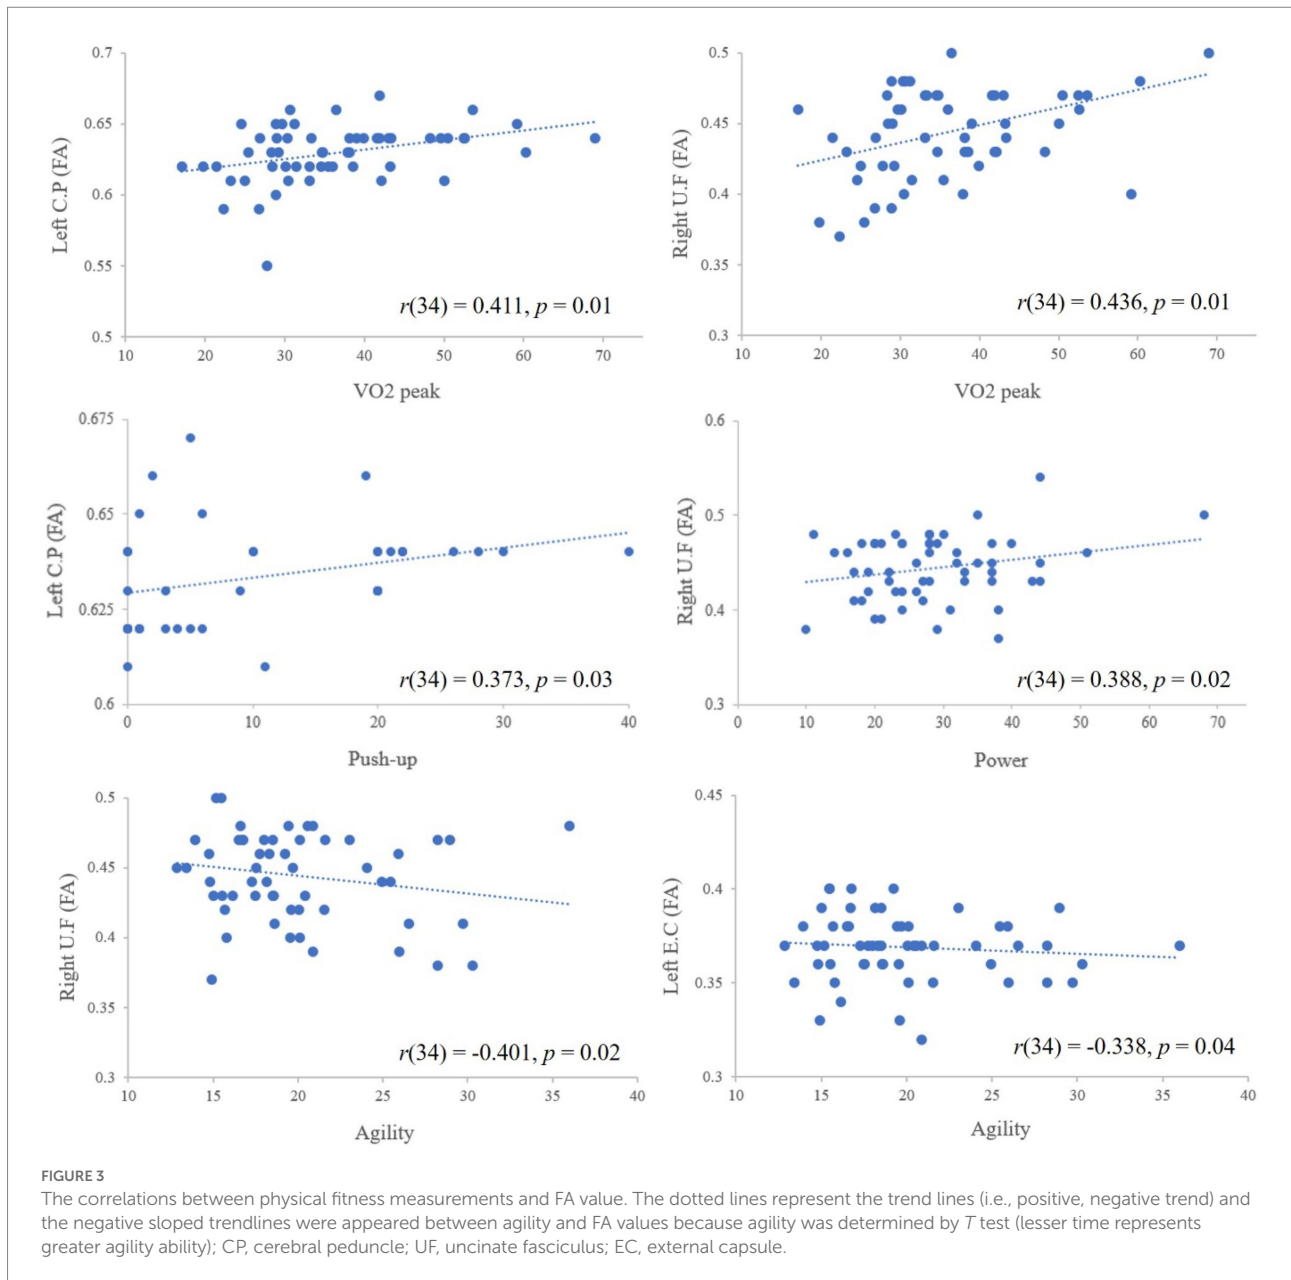 0.7
0.65
0.6
0.55
0.5
Left C.P (FA)
r(34) = 0.411, p = 0.01
10 20 30 40 50 60 70
VO2 peak
0.5
0.45
0.4
0.35
0.3
Right U.F (FA)
r(34) = 0.436, p = 0.01
10 20 30 40 50 60 70
VO2 peak
0.675
0.65
0.625
0.6
Left C.P (FA)
r(34) = 0.373, p = 0.03
0 10 20 30 40
Push-up
0.6
0.5
0.4
0.3
Right U.F (FA)
r(34) = 0.388, p = 0.02
0 10 20 30 40 50 60 70
Power
0.5
0.45
0.4
0.35
0.3
Right U.F (FA)
r(34) = -0.401, p = 0.02
10 15 20 25 30 35 40
Agility
0.45
0.4
0.35
0.3
Left E.C (FA)
r(34) = -0.338, p = 0.04
10 15 20 25 30 35 40
Agility
FIGURE 3
The correlations between physical fitness measurements and FA value. The dotted lines represent the trend lines (i.e., positive, negative trend) and
the negative sloped trendlines were appeared between agility and FA values because agility was determined by T test (lesser time represents
greater agility ability); CP, cerebral peduncle; UF, uncinate fasciculus; EC, external capsule.